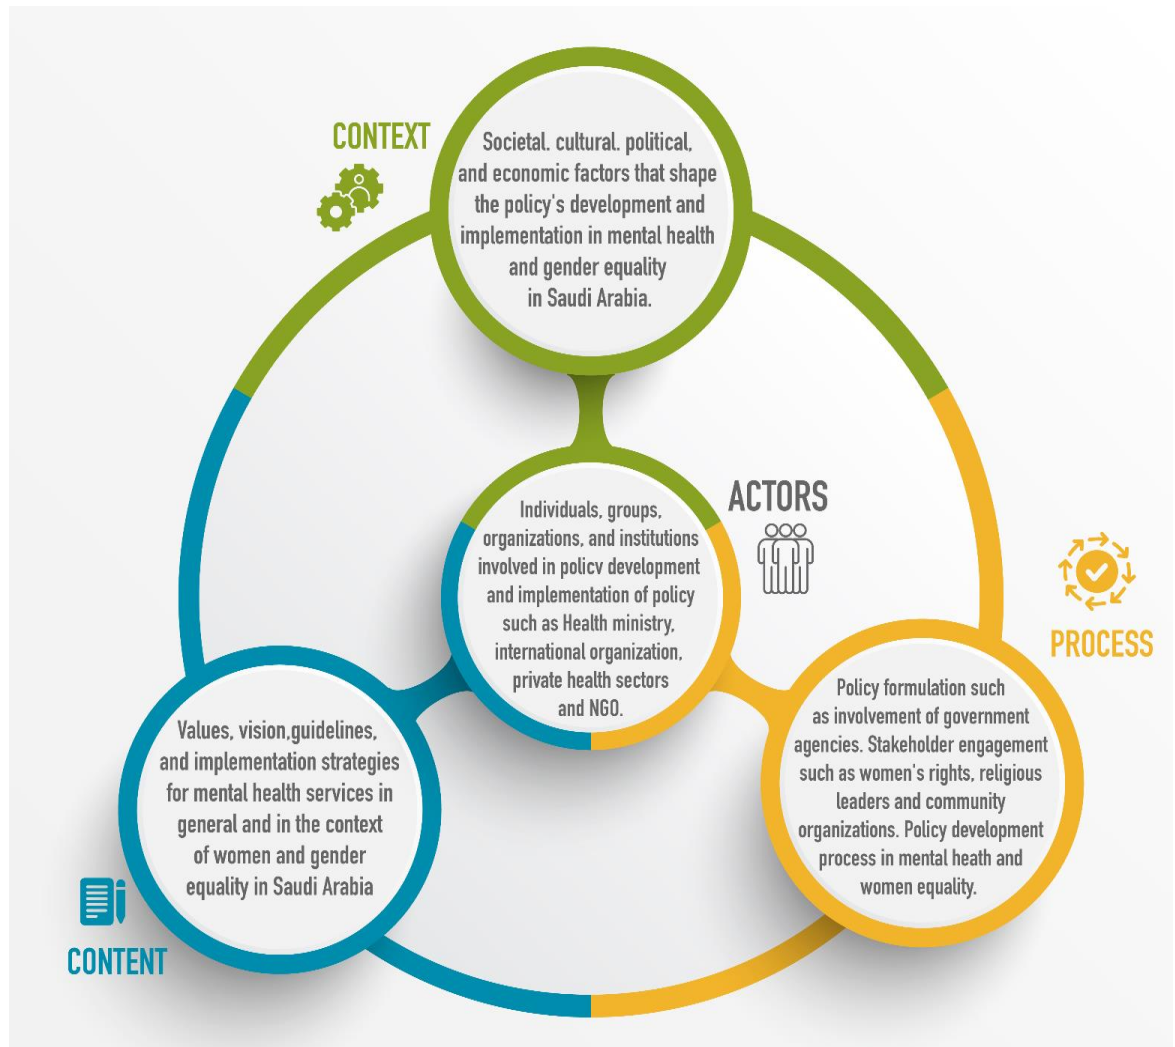 CONTEXT
Societal. cultural. political,
and economic factors that shape
the policy's development and
implementation in mental health
and gender equality
in Saudi Arabia.
ACTORS
Individuals, groups,
organizations, and institutions
involved in policv development
and implementation of policy
such as Health ministry,
international organization,
private health sectors
and NGO.
PROCESS
Policy formulation such
as involvement of government
agencies. Stakeholder engagement
such as women's rights, religious
leaders and community
organizations. Policy development
process in mental heath and
women equality.
Values, vision,guidelines,
and implementation strategies
for mental health services in
general and in the context
of women and gender
equality in Saudi Arabia
CONTENT